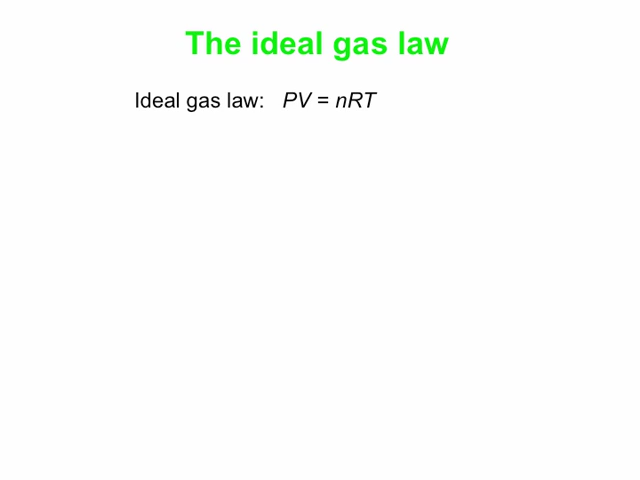 The ideal gas law
Ideal gas law: PV = nRT